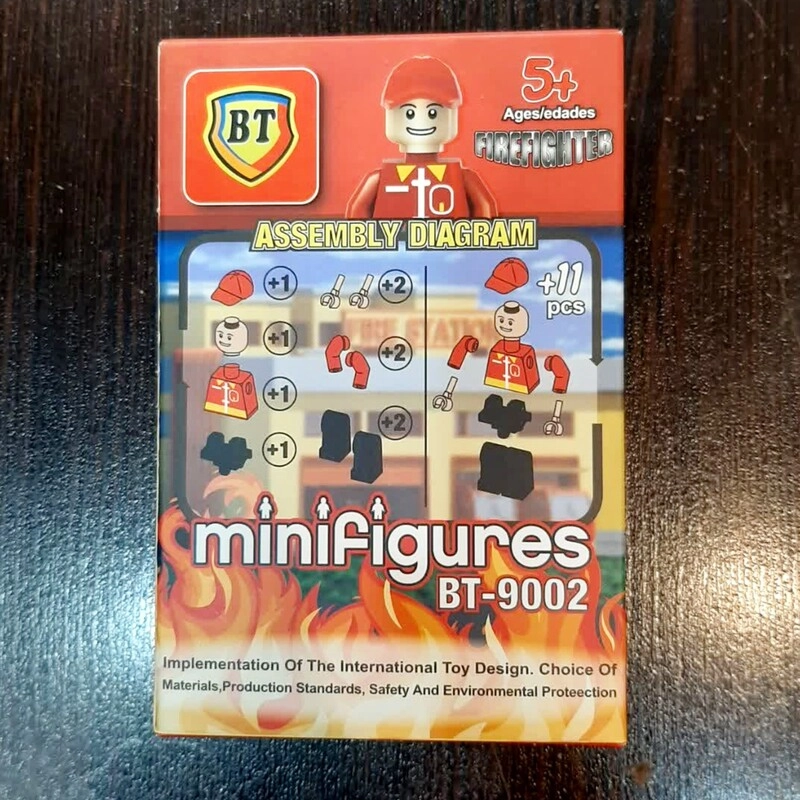 BT
5+
Ages/edades
FIREFIGHTER
ASSEMBLY DIAGRAM
+1
+2
+11
pcs
+1
+2
+1
+2
+1
FIRE STATION
minifigures
BT-9002
Implementation Of The International Toy Design. Choice Of
Materials,Production Standards, Safety And Environmental Proteection